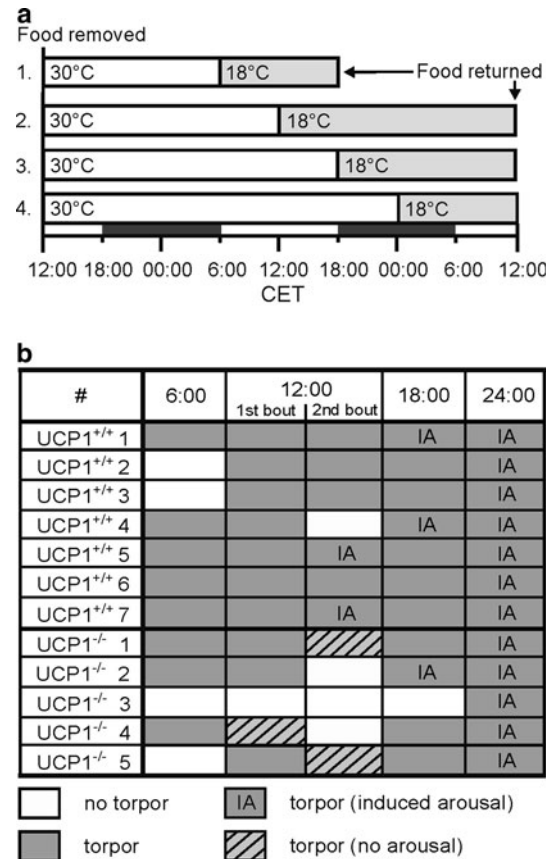 a
Food removed
1. 30°C 18°C Food returned
2. 30°C 18°C
3. 30°C 18°C
4. 30°C 18°C
12:00 18:00 00:00 6:00 12:00 18:00 00:00 6:00 12:00
CET
b
# 6:00 12:00 18:00 24:00
1st bout 2nd bout
UCP1+/+ 1 IA IA
UCP1+/+ 2 IA
UCP1+/+ 3 IA
UCP1+/+ 4 IA IA
UCP1+/+ 5 IA IA
UCP1+/+ 6 IA
UCP1+/+ 7 IA IA
UCP1-/- 1 IA
UCP1-/- 2 IA IA
UCP1-/- 3 IA
UCP1-/- 4 IA
UCP1-/- 5 IA
no torpor IA torpor (induced arousal)
torpor torpor (no arousal)